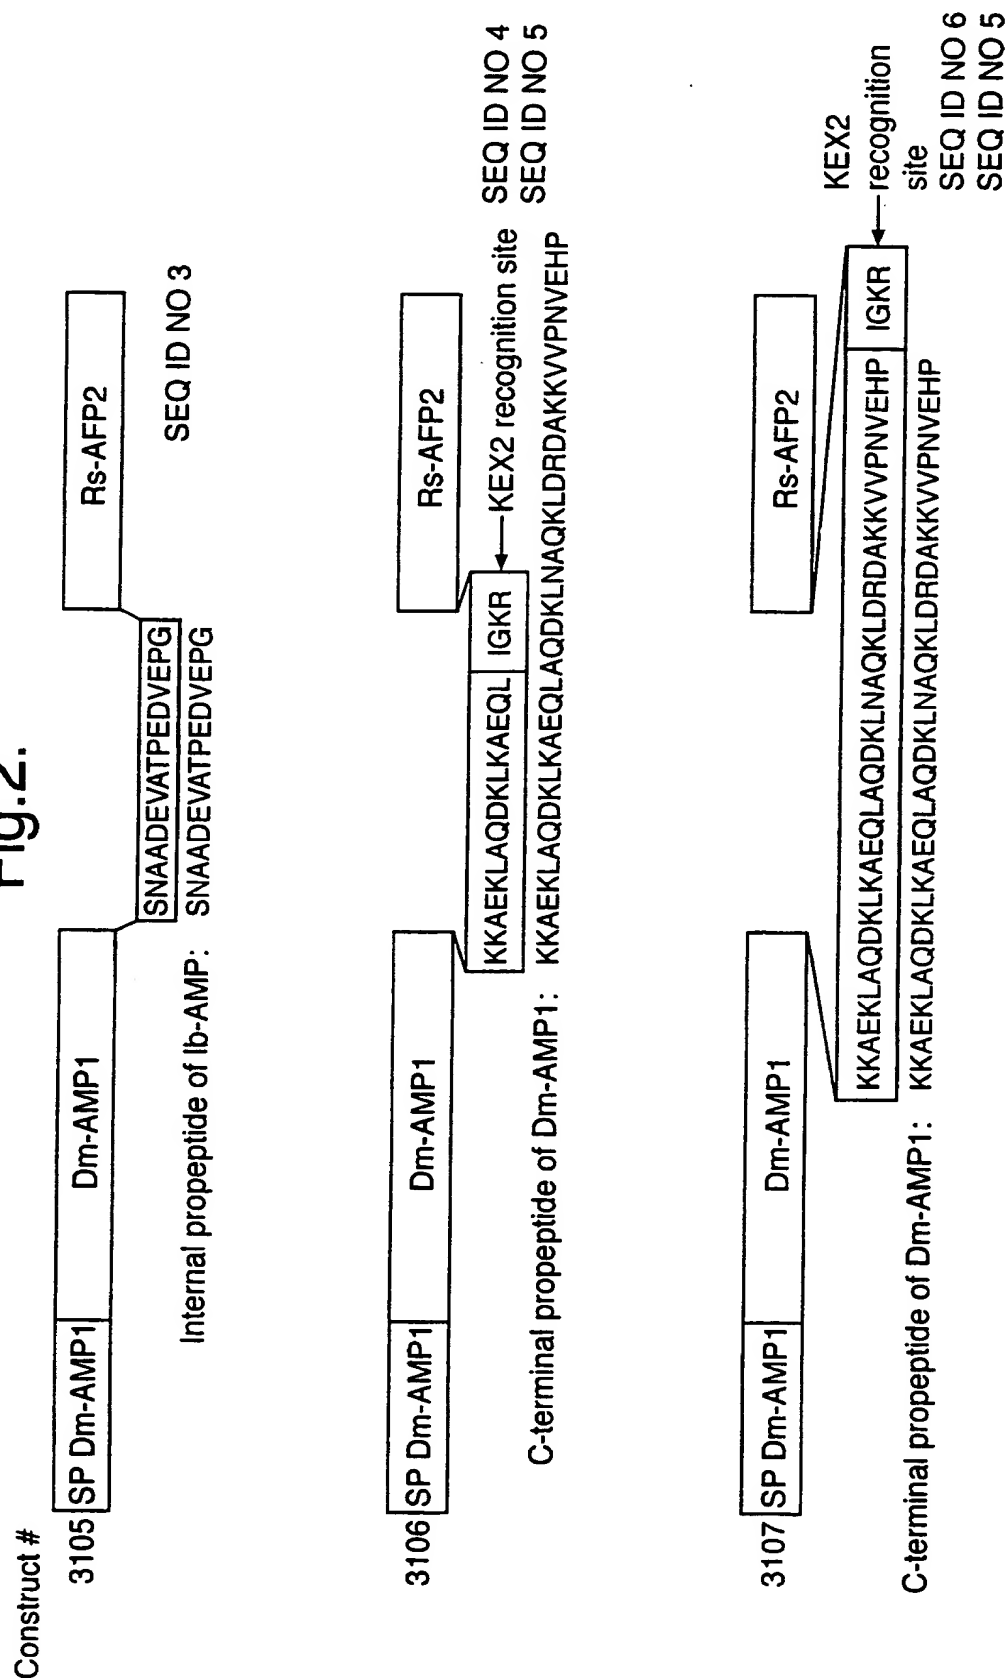 Fig.2.
Construct #
3105 SP Dm-AMP1 Dm-AMP1 Rs-AFP2
SNAADEVATPEDVEPG
Internal propeptide of Ib-AMP: SNAADEVATPEDVEPG
SEQ ID NO 3
3106 SP Dm-AMP1 Dm-AMP1 Rs-AFP2
KKAEKLAQDKLKAEQL IGKR KEX2 recognition site SEQ ID NO 4
C-terminal propeptide of Dm-AMP1: KKAEKLAQDKLKAEQLAQDKLNAQKLDRDAKKVVPNVEHP SEQ ID NO 5
3107 SP Dm-AMP1 Dm-AMP1 Rs-AFP2
KKAEKLAQDKLKAEQLAQDKLNAQKLDRDAKKVVPNVEHP IGKR
KEX2
recognition
site
C-terminal propeptide of Dm-AMP1: KKAEKLAQDKLKAEQLAQDKLNAQKLDRDAKKVVPNVEHP
SEQ ID NO 6
SEQ ID NO 5